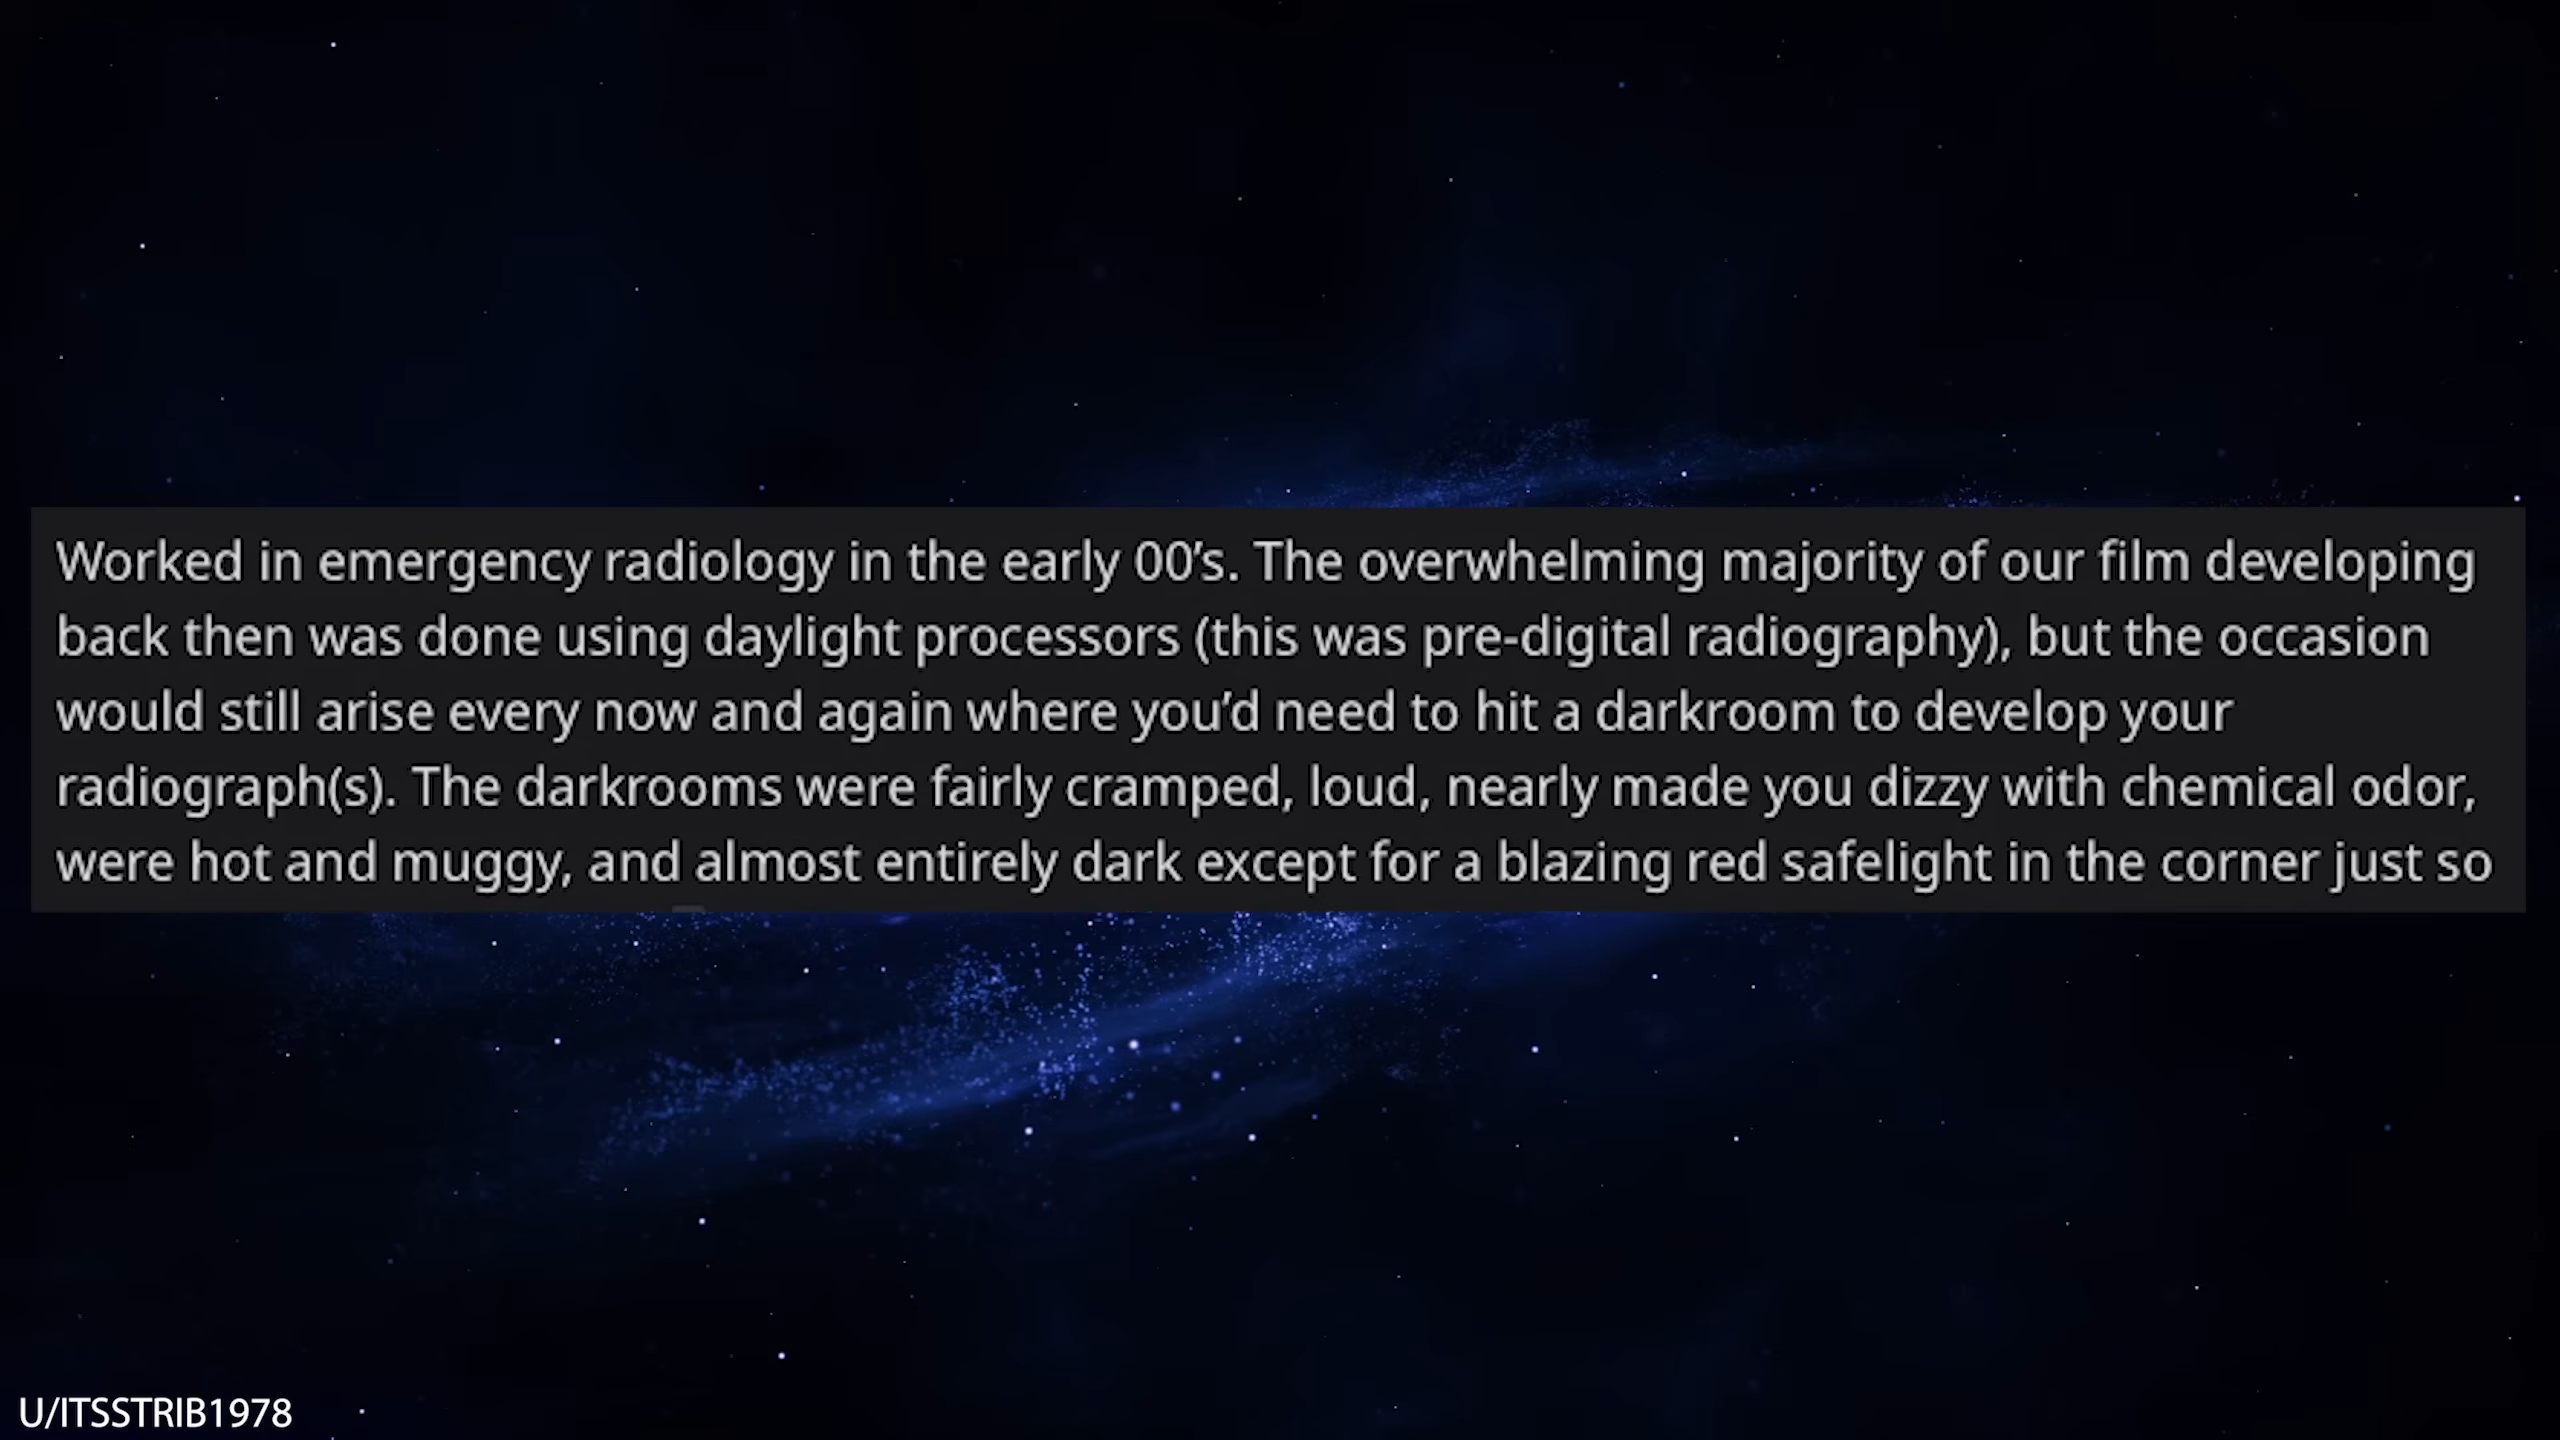 Worked in emergency radiology in the early 00’s. The overwhelming majority of our film developing
back then was done using daylight processors (this was pre-digital radiography), but the occasion
would still arise every now and again where you’d need to hit a darkroom to develop your
radiograph(s). The darkrooms were fairly cramped, loud, nearly made you dizzy with chemical odor,
were hot and muggy, and almost entirely dark except for a blazing red safelight in the corner just so
U/ITSSTRIB1978